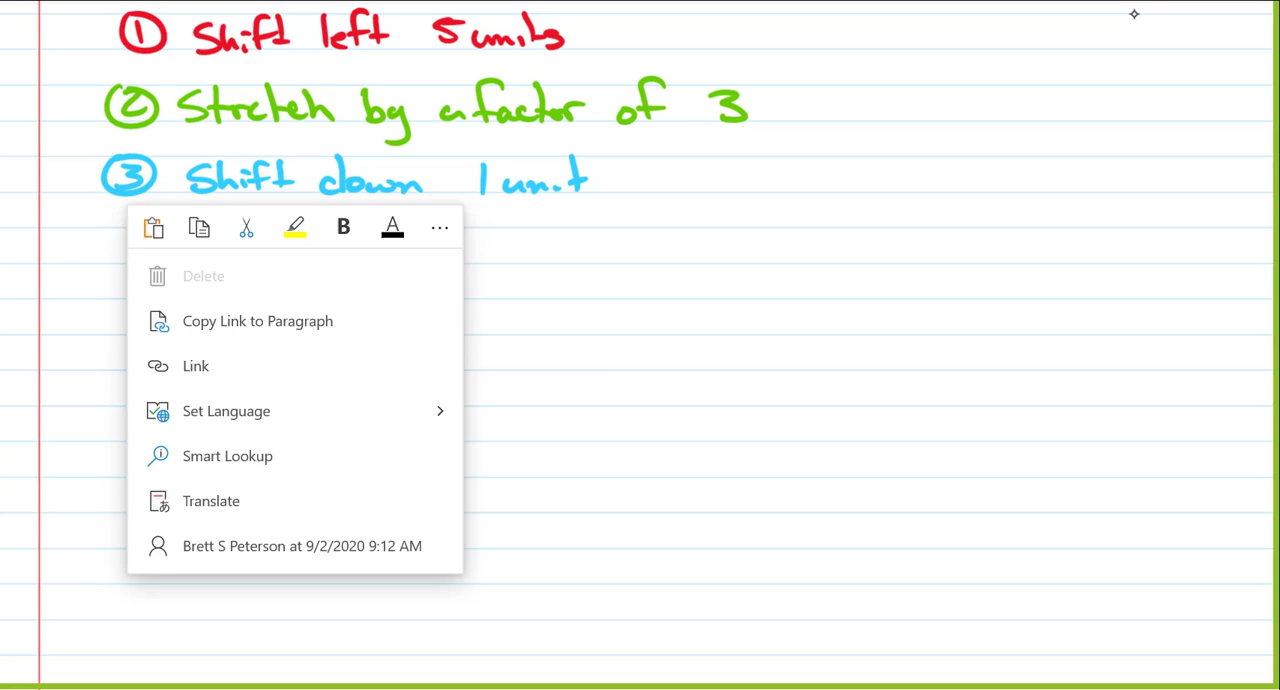 ① Shift left 5 units
② Stretch by a factor of 3
③ Shift down 1 unit
B A ...
Delete
Copy Link to Paragraph
Link
Set Language
Smart Lookup
Translate
Brett S Peterson at 9/2/2020 9:12 AM